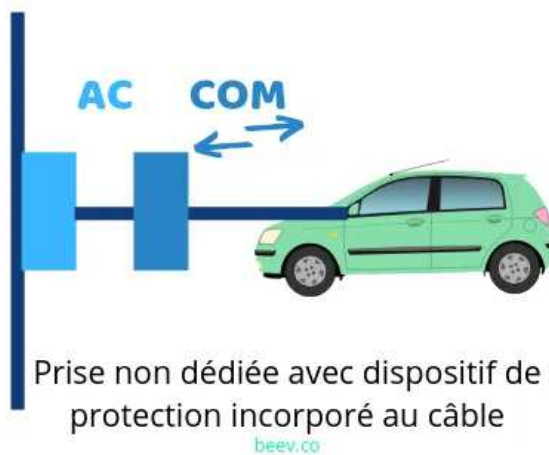 AC COM
Prise non dédiée avec dispositif de
protection incorporé au câble
beev.co